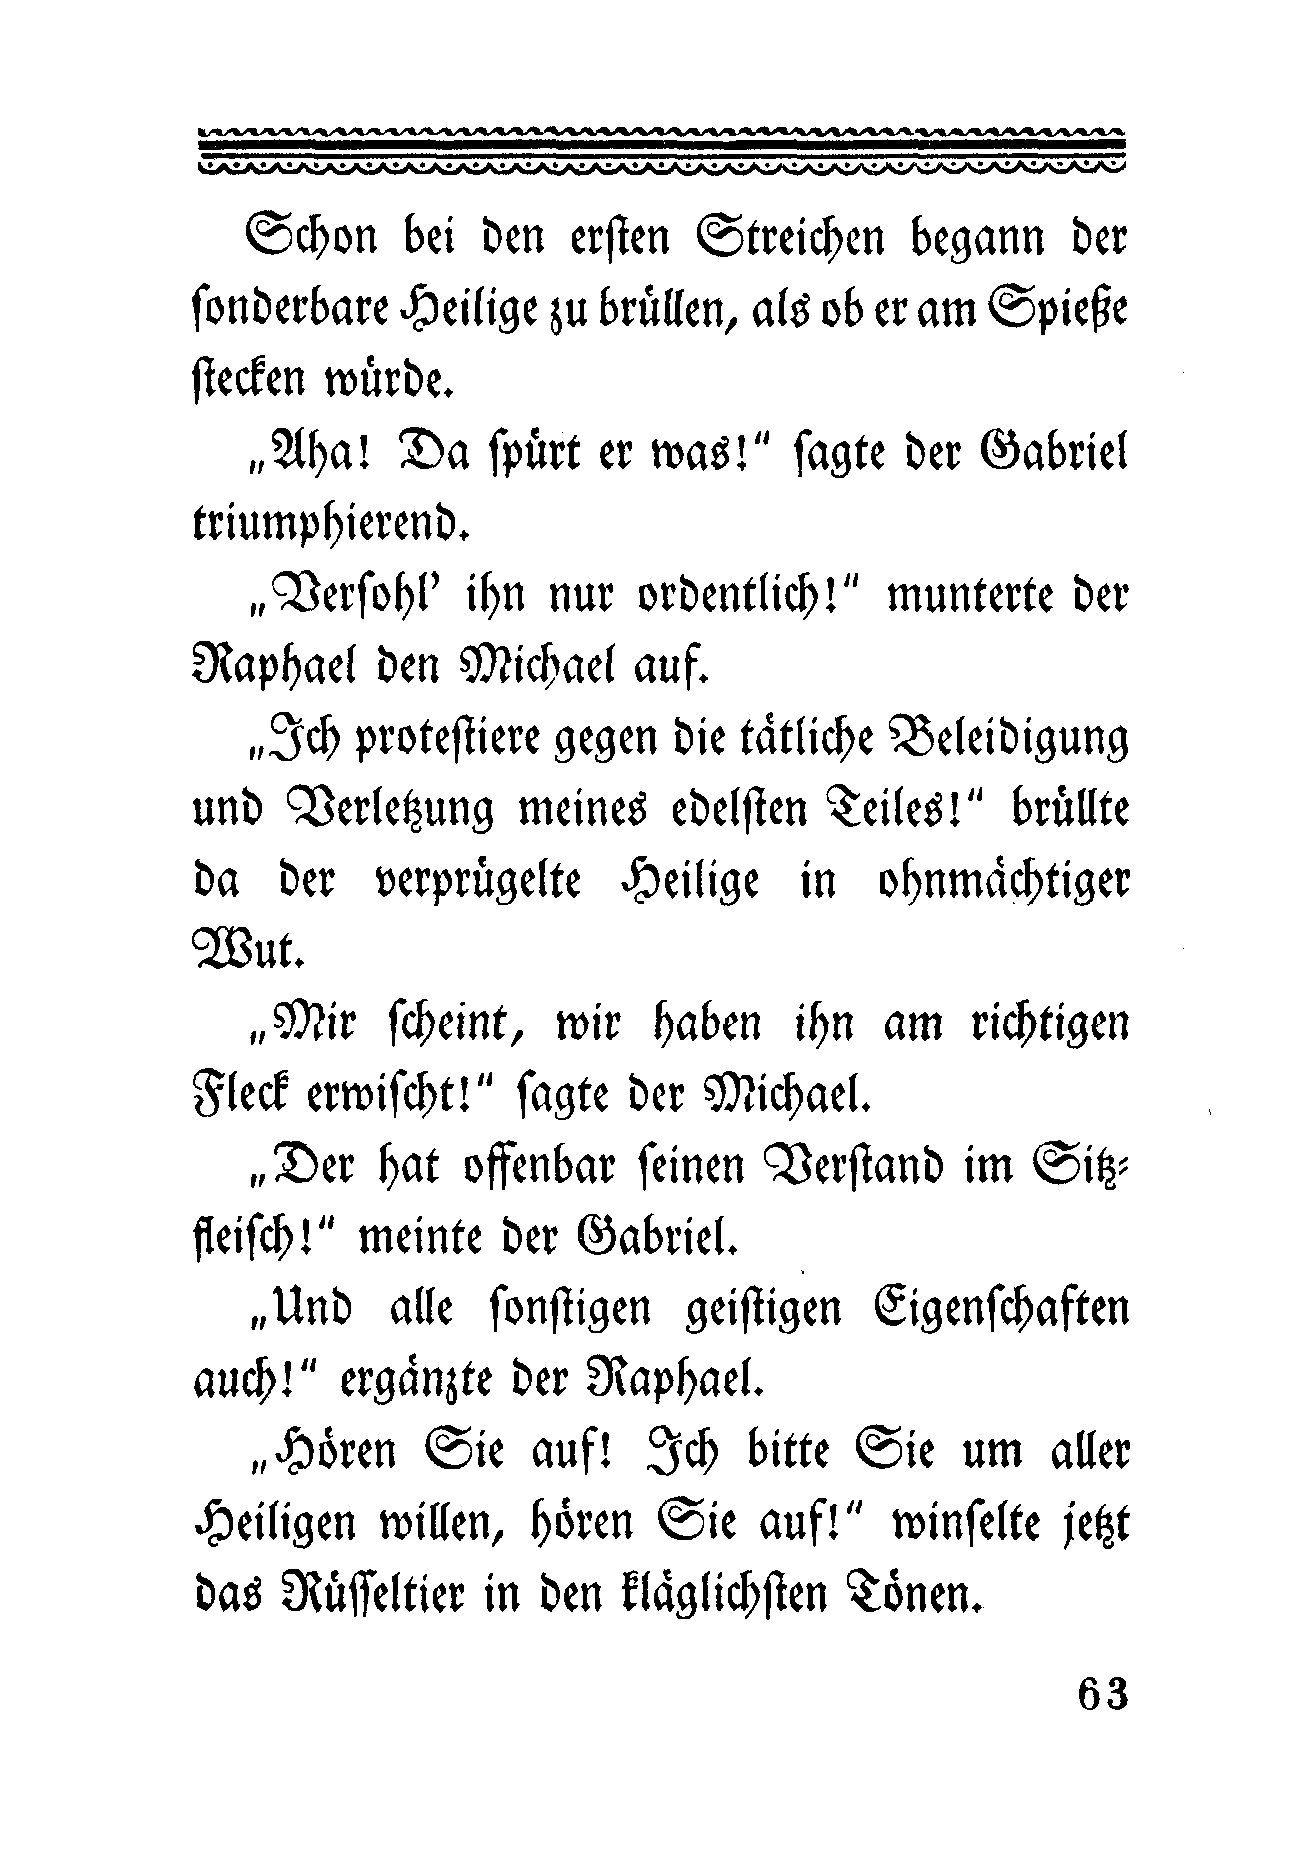 Schon bei den ersten Streichen begann der
sonderbare Heilige zu brüllen, als ob er am Spieße
stecken würde.
„Aha! Da spürt er was!“ sagte der Gabriel
triumphierend.
„Versohl’ ihn nur ordentlich!“ munterte der
Raphael den Michael auf.
„Ich protestiere gegen die tätliche Beleidigung
und Verletzung meines edelsten Teiles!“ brüllte
da der verprügelte Heilige in ohnmächtiger
Wut.
„Mir scheint, wir haben ihn am richtigen
Fleck erwischt!“ sagte der Michael.
„Der hat offenbar seinen Verstand im Sitz-
fleisch!“ meinte der Gabriel.
„Und alle sonstigen geistigen Eigenschaften
auch!“ ergänzte der Raphael.
„Hören Sie auf! Ich bitte Sie um aller
Heiligen willen, hören Sie auf!“ winselte jetzt
das Rüsseltier in den kläglichsten Tönen.
63